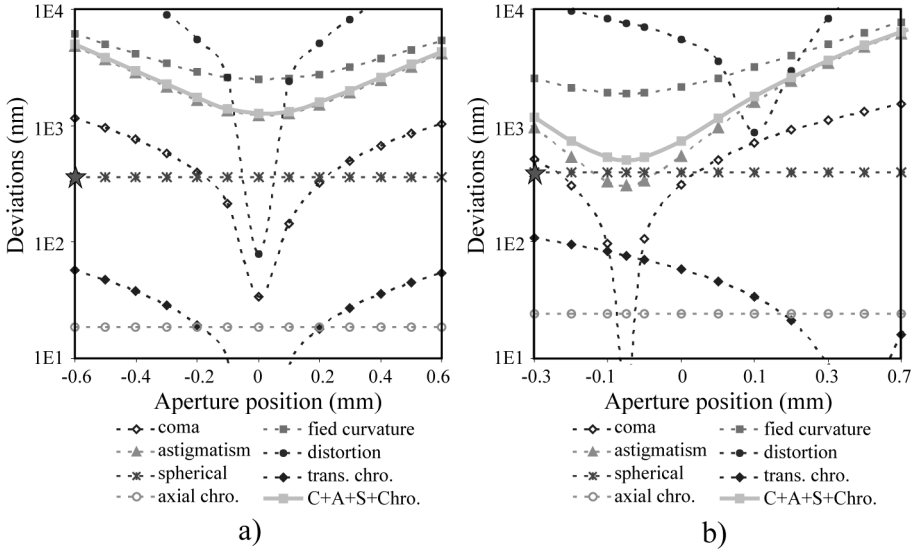 1E4
1E3
1E2
1E1
Deviations (nm)
-0.6
-0.4
-0.2
0
0.2
0.4
0.6
Aperture position (mm)
coma
fied curvature
astigmatism
distortion
spherical
trans. chro.
axial chro.
C+A+S+Chro.
a)
1E4
1E3
1E2
1E1
Deviations (nm)
-0.3
-0.1
0
0.1
0.3
0.7
Aperture position (mm)
coma
fied curvature
astigmatism
distortion
spherical
trans. chro.
axial chro.
C+A+S+Chro.
b)